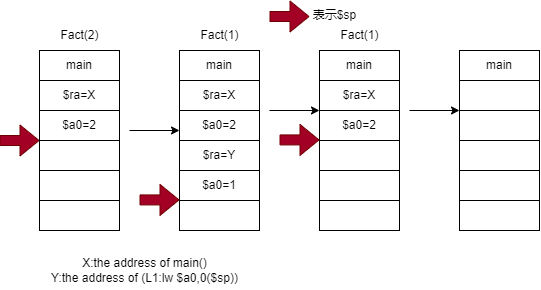 表示$sp
Fact(2) Fact(1) Fact(1)
main main main main
$ra=X $ra=X $ra=X
$a0=2 $a0=2 $a0=2
$ra=Y
$a0=1
X:the address of main()
Y:the address of (L1:lw $a0,0($sp))